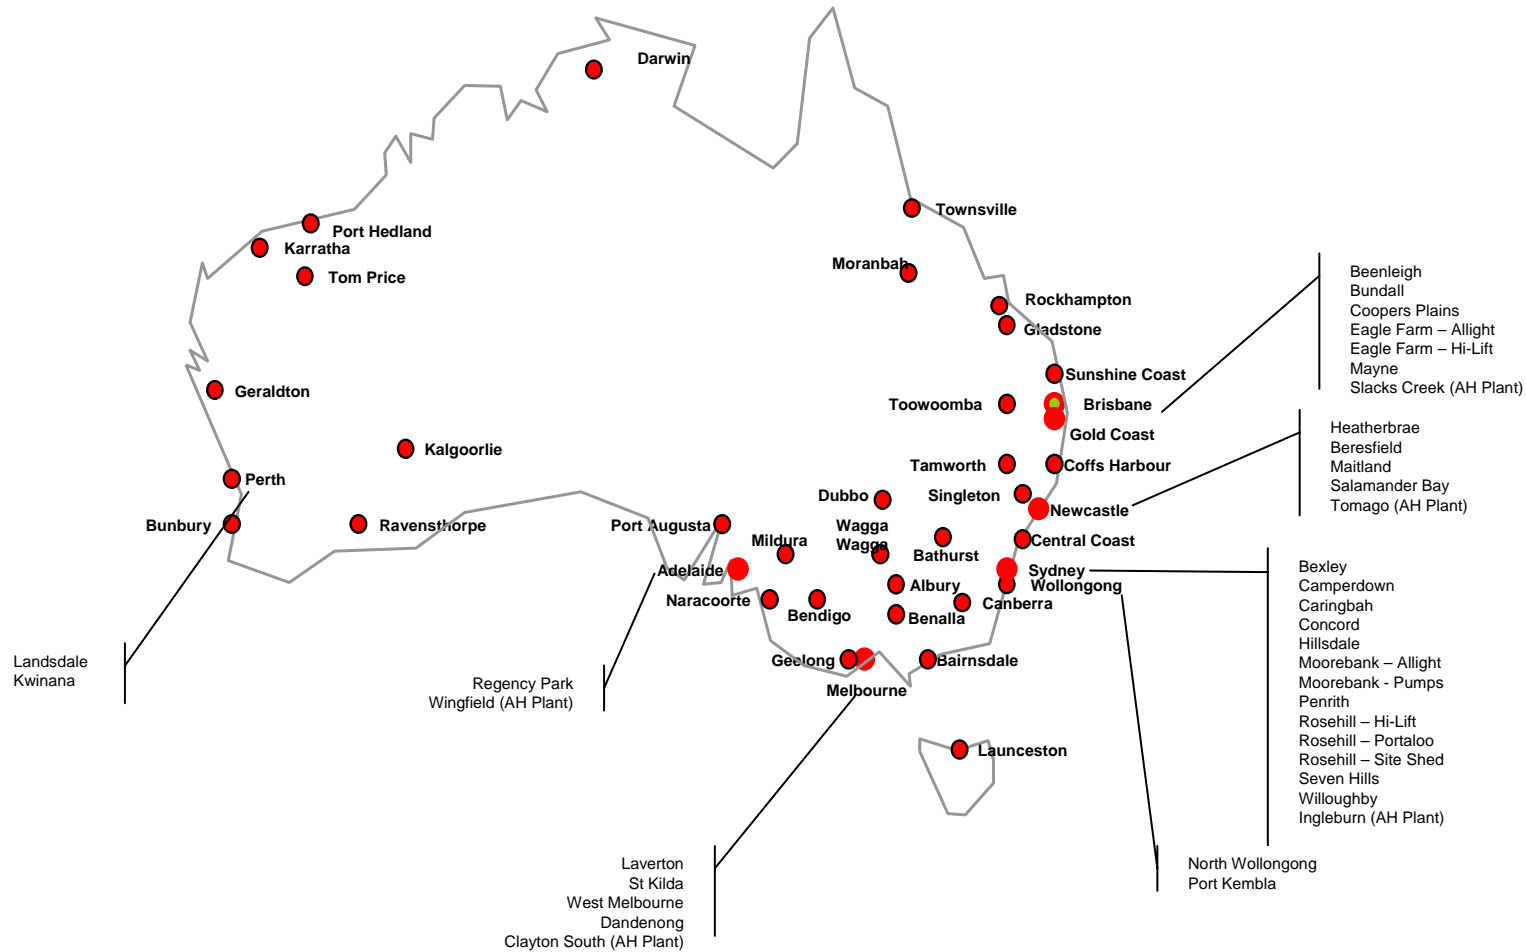 Darwin
Port Hedland
Karratha
Tom Price
Geraldton
Kalgoorlie
Perth
Bunbury
Ravensthorpe
Landsdale
Kwinana
Townsville
Moranbah
Rockhampton
Gladstone
Sunshine Coast
Toowoomba
Brisbane
Gold Coast
Tamworth
Coffs Harbour
Dubbo
Singleton
Newcastle
Port Augusta
Wagga
Wagga
Mildura
Bathurst
Central Coast
Adelaide
Sydney
Albury
Wollongong
Naracoorte
Bendigo
Canberra
Benalla
Geelong
Bairnsdale
Melbourne
Launceston
Regency Park
Wingfield (AH Plant)
Laverton
St Kilda
West Melbourne
Dandenong
Clayton South (AH Plant)
Beenleigh
Bundall
Coopers Plains
Eagle Farm – Allight
Eagle Farm – Hi-Lift
Mayne
Slacks Creek (AH Plant)
Heatherbrae
Beresfield
Maitland
Salamander Bay
Tomago (AH Plant)
Bexley
Camperdown
Caringbah
Concord
Hillsdale
Moorebank – Allight
Moorebank - Pumps
Penrith
Rosehill – Hi-Lift
Rosehill – Portaloo
Rosehill – Site Shed
Seven Hills
Willoughby
Ingleburn (AH Plant)
North Wollongong
Port Kembla